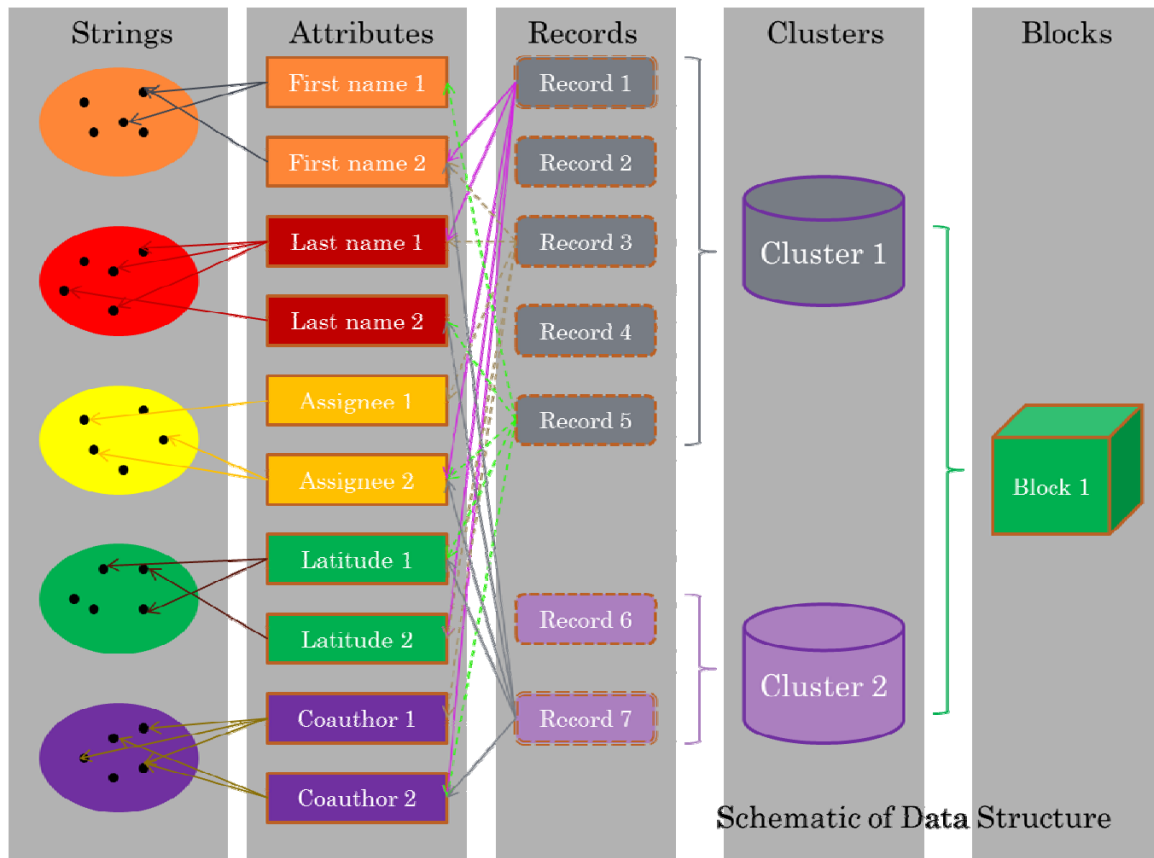 Strings
Attributes
Records
Clusters
Blocks
First name 1
First name 2
Last name 1
Last name 2
Assignee 1
Assignee 2
Latitude 1
Latitude 2
Coauthor 1
Coauthor 2
Record 1
Record 2
Record 3
Record 4
Record 5
Record 6
Record 7
Cluster 1
Cluster 2
Block 1
Schematic of Data Structure